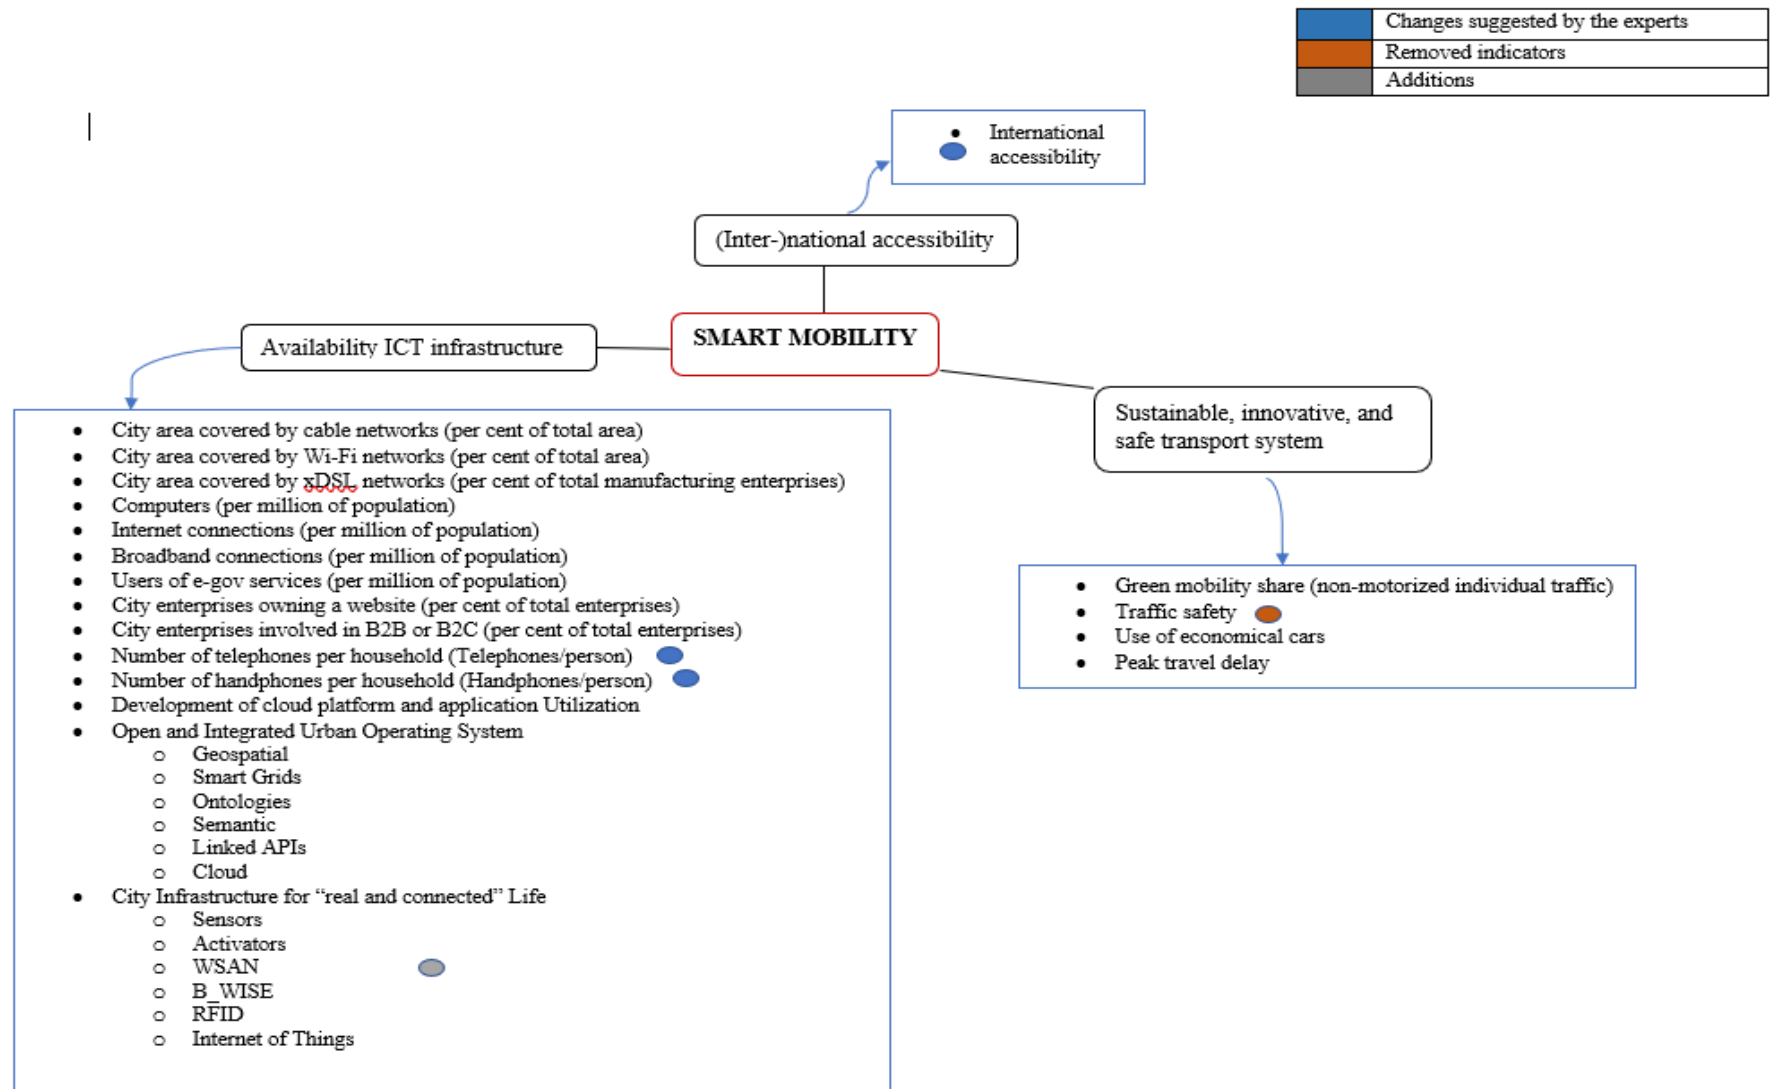 Changes suggested by the experts
Removed indicators
Additions
International
accessibility
(Inter-)national accessibility
SMART MOBILITY
Availability ICT infrastructure
Sustainable, innovative, and
safe transport system
City area covered by cable networks (per cent of total area)
City area covered by Wi-Fi networks (per cent of total area)
City area covered by xDSL networks (per cent of total manufacturing enterprises)
Computers (per million of population)
Internet connections (per million of population)
Broadband connections (per million of population)
Users of e-gov services (per million of population)
City enterprises owning a website (per cent of total enterprises)
City enterprises involved in B2B or B2C (per cent of total enterprises)
Number of telephones per household (Telephones/person)
Number of handphones per household (Handphones/person)
Development of cloud platform and application Utilization
Open and Integrated Urban Operating System
Geospatial
Smart Grids
Ontologies
Semantic
Linked APIs
Cloud
City Infrastructure for “real and connected” Life
Sensors
Activators
WSAN
B_WISE
RFID
Internet of Things
Green mobility share (non-motorized individual traffic)
Traffic safety
Use of economical cars
Peak travel delay